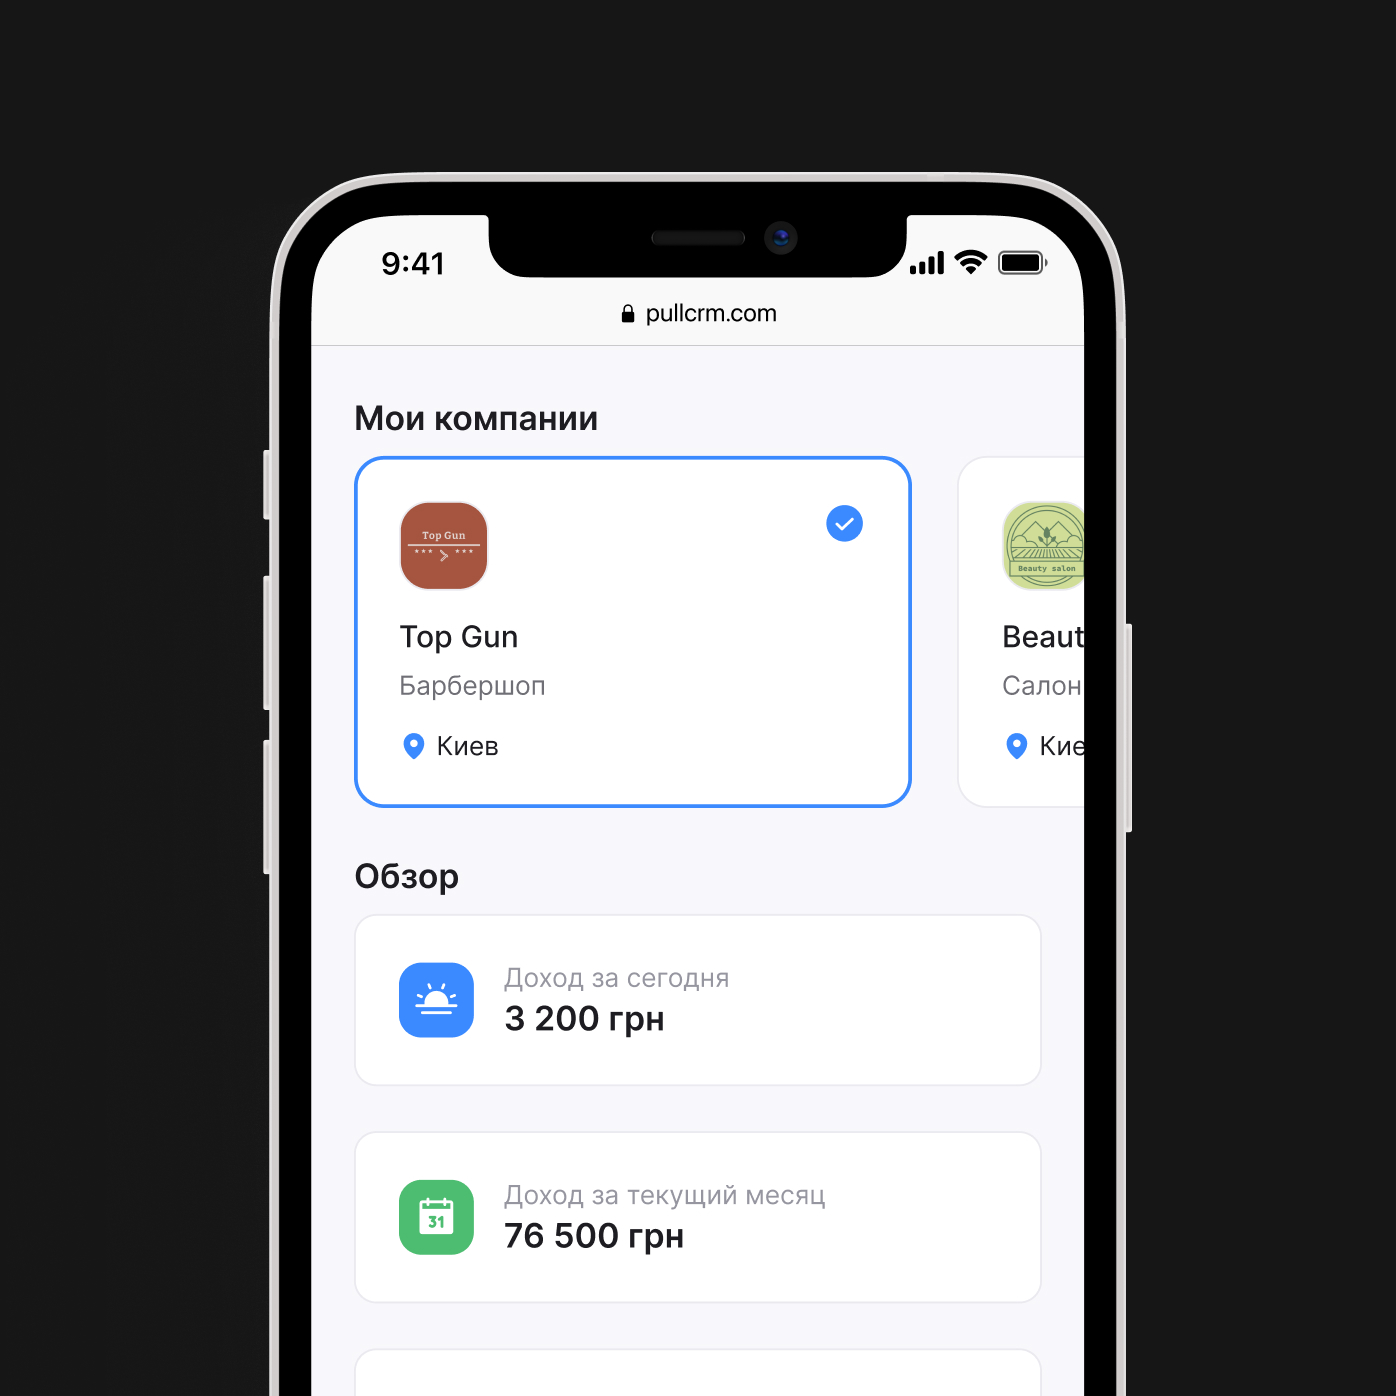 9:41
pullcrm.com
Мои компании
Top Gun
Beauty salon
Top Gun
Барбершоп
Киев
Beaut
Салон
Кие
Обзор
Доход за сегодня
3 200 грн
31
Доход за текущий месяц
76 500 грн